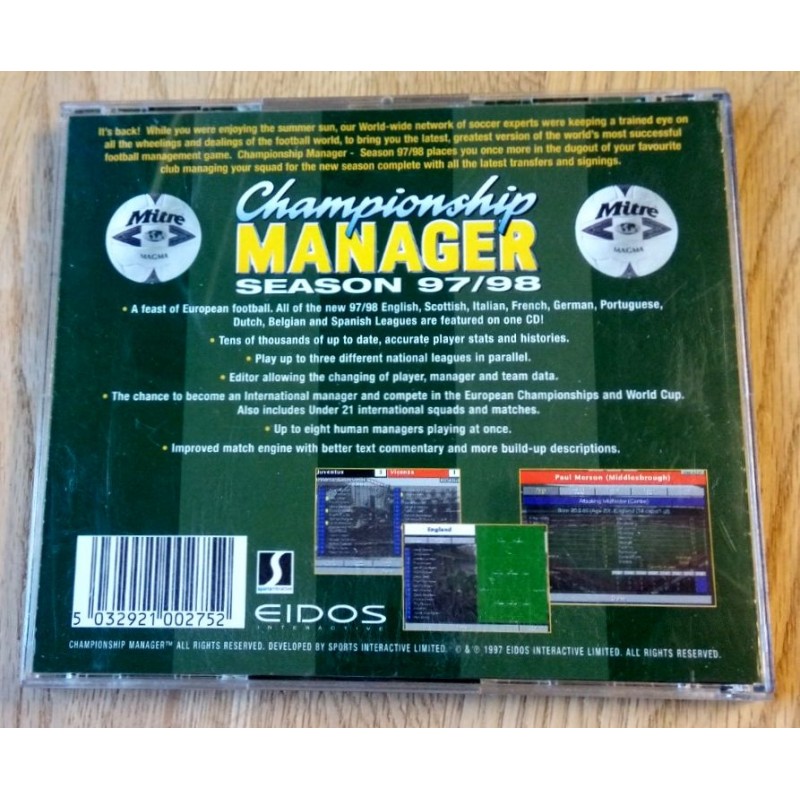 It's back! While you were enjoying the summer sun, our World-wide network of soccer experts were keeping a trained eye on
all the wheelings and dealings of the football world, to bring you the latest, greatest version of the world's most successful
football management game. Championship Manager - Season 97/98 places you once more in the dugout of your favourite
club managing your squad for the new season complete with all the latest transfers and signings.
Mitre
MAGMA
Championship
MANAGER
SEASON 97/98
Mitre
MAGMA
• A feast of European football. All of the new 97/98 English, Scottish, Italian, French, German, Portuguese,
Dutch, Belgian and Spanish Leagues are featured on one CD!
• Tens of thousands of up to date, accurate player stats and histories.
• Play up to three different national leagues in parallel.
• Editor allowing the changing of player, manager and team data.
• The chance to become an International manager and compete in the European Championships and World Cup.
Also includes Under 21 international squads and matches.
• Up to eight human managers playing at once.
• Improved match engine with better text commentary and more build-up descriptions.
Juventus
Vicenza 1
England
Paul Merson (Middlesbrough)
Attacking Midfielder (Centre)
5 032921 002752
EIDOS
INTERACTIVE
CHAMPIONSHIP MANAGER™ ALL RIGHTS RESERVED. DEVELOPED BY SPORTS INTERACTIVE LIMITED. © & ℗ 1997 EIDOS INTERACTIVE LIMITED. ALL RIGHTS RESERVED.